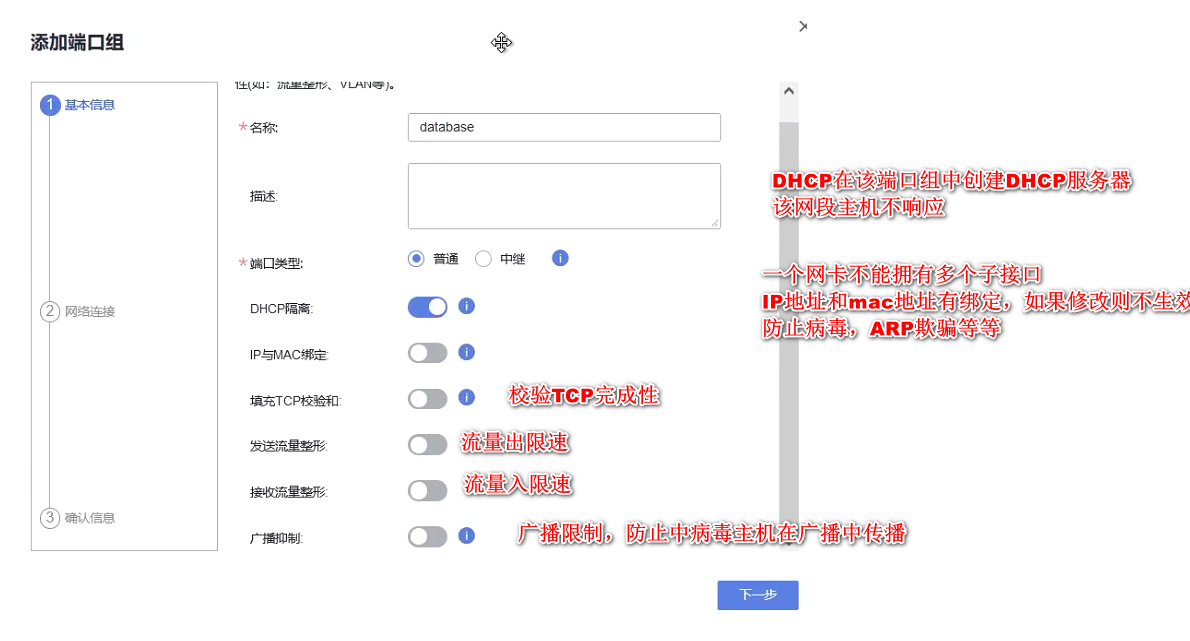 添加端口组
1 基本信息
性(如：流量整形、VLAN等)。
*名称: database
描述:
*端口类型: 普通 中继
DHCP隔离:
IP与MAC绑定:
填充TCP校验和:
发送流量整形:
接收流量整形:
广播抑制:
2 网络连接
3 确认信息
DHCP在该端口组中创建DHCP服务器
该网段主机不响应
一个网卡不能拥有多个子接口
IP地址和mac地址有绑定，如果修改则不生效
防止病毒，ARP欺骗等等
校验TCP完成性
流量出限速
流量入限速
广播限制，防止中病毒主机在广播中传播
下一步